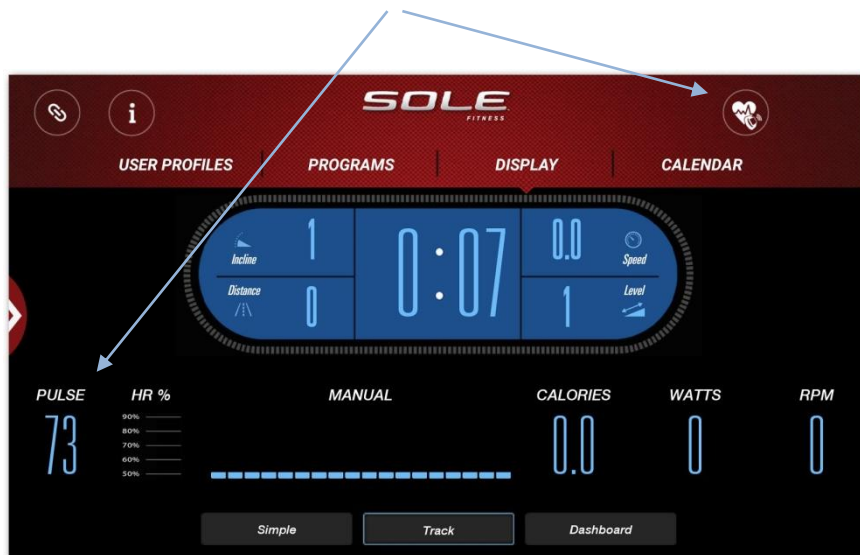 i
SOLE
FITNESS
USER PROFILES PROGRAMS DISPLAY CALENDAR
Incline 1 0:07 0.0 Speed
Distance 0 1 Level
PULSE HR % MANUAL CALORIES WATTS RPM
73 0.0 0 0
90%
80%
70%
60%
50%
Simple Track Dashboard